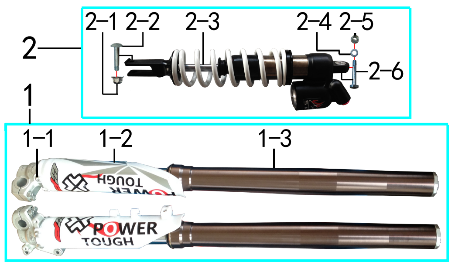 2-1 2-2 2-3 2-4 2-5
2
2-6
1
1-1 1-2 1-3
POWER
TOUGH
POWER
TOUGH